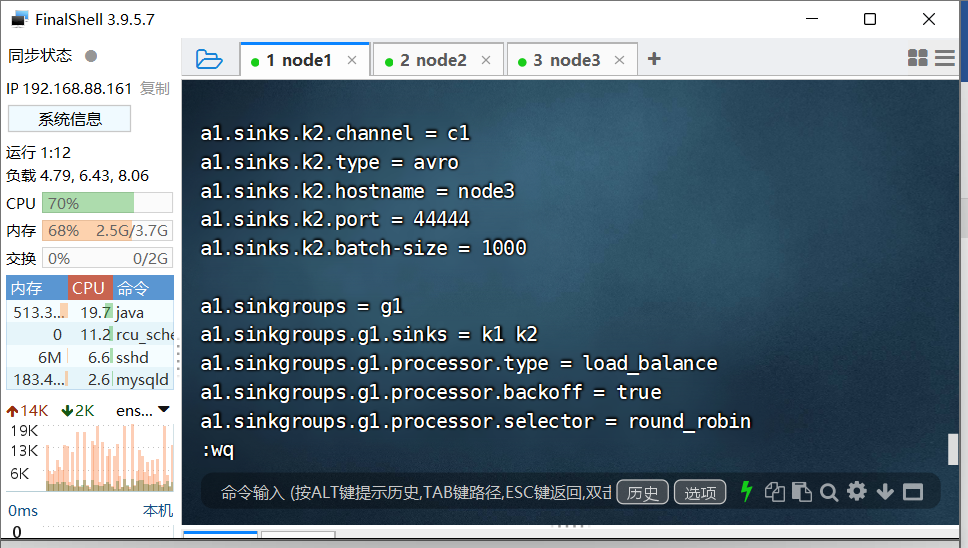 FinalShell 3.9.5.7
同步状态
IP 192.168.88.161 复制
系统信息
运行 1:12
负载 4.79, 6.43, 8.06
CPU 70%
内存 68% 2.5G/3.7G
交换 0% 0/2G
内存 CPU 命令
513.3... 19.7 java
0 11.2 rcu_sche
6M 6.6 sshd
183.4... 2.6 mysqld
14K 2K ens...
19K
13K
6K
0ms 本机
0
1 node1
2 node2
3 node3
a1.sinks.k2.channel = c1
a1.sinks.k2.type = avro
a1.sinks.k2.hostname = node3
a1.sinks.k2.port = 44444
a1.sinks.k2.batch-size = 1000
a1.sinkgroups = g1
a1.sinkgroups.g1.sinks = k1 k2
a1.sinkgroups.g1.processor.type = load_balance
a1.sinkgroups.g1.processor.backoff = true
a1.sinkgroups.g1.processor.selector = round_robin
:wq
命令输入 (按ALT键提示历史,TAB键路径,ESC键返回,双击 历史 选项